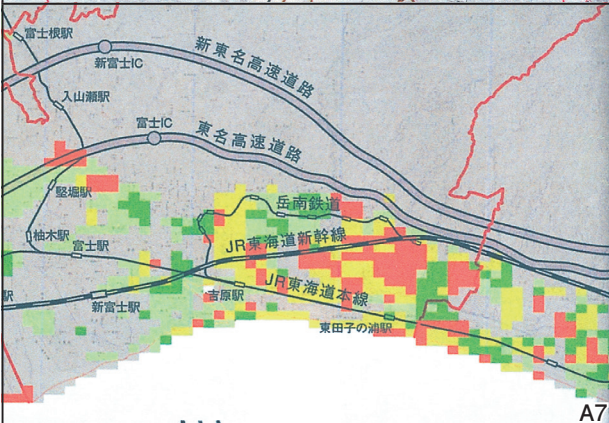 富士根駅
新東名高速道路
新富士IC
入山瀬駅
富士IC
東名高速道路
竪堀駅
岳南鉄道
柚木駅
富士駅
JR東海道新幹線
駅
新富士駅
吉原駅
JR東海道本線
東田子の浦駅
A7